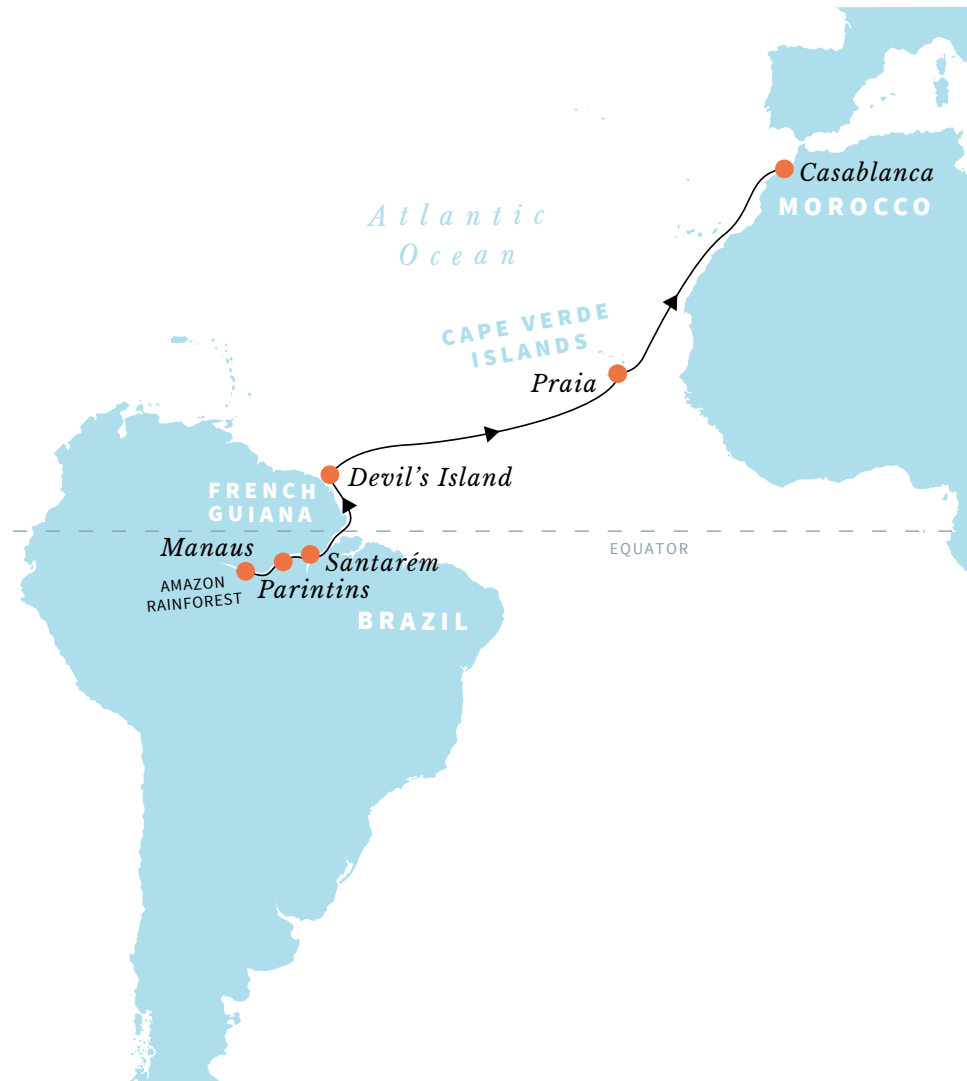 Casablanca
MOROCCO
Atlantic
Ocean
CAPE VERDE
ISLANDS
Praia
Devil’s Island
FRENCH
GUIANA
EQUATOR
Manaus
Santarém
AMAZON
RAINFOREST
Parintins
BRAZIL